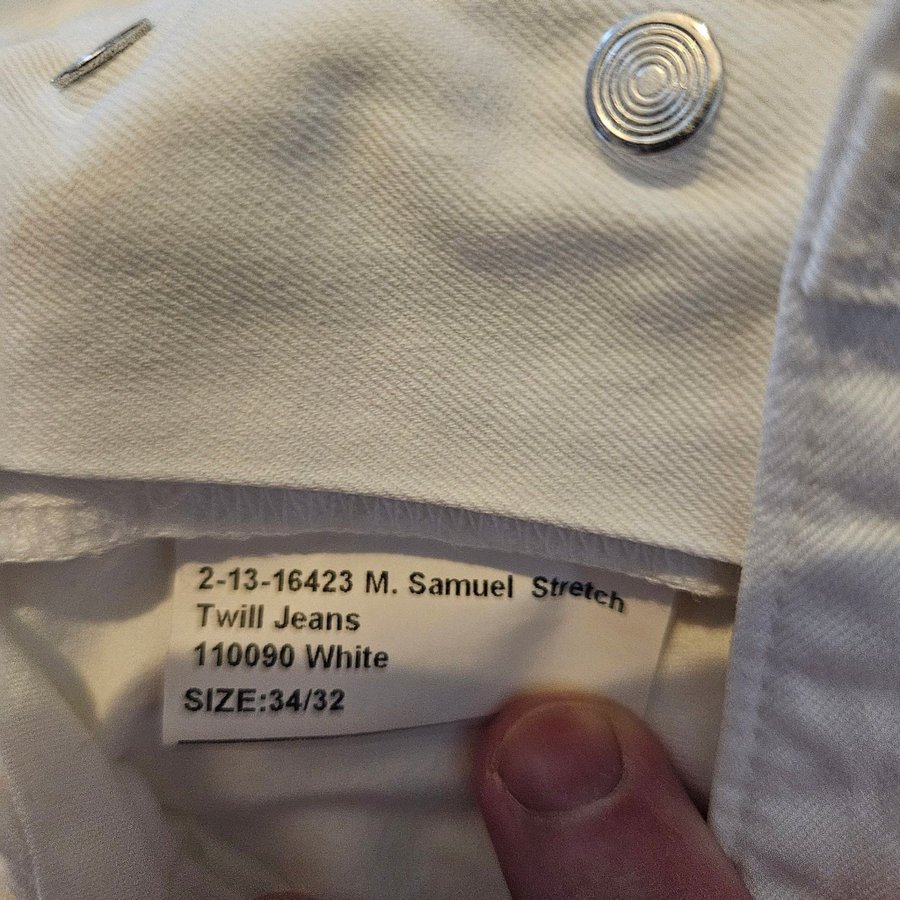 2-13-16423 M. Samuel Stretch
Twill Jeans
110090 White
SIZE:34/32